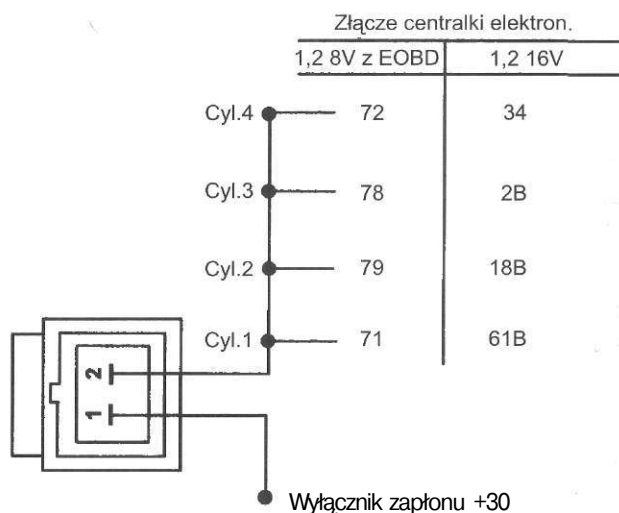 Złącze centralki elektron.
1,2 8V z EOBD 1,2 16V
Cyl.4 72 34
Cyl.3 78 2B
Cyl.2 79 18B
Cyl.1 71 61B
2
1
Wyłącznik zapłonu +30